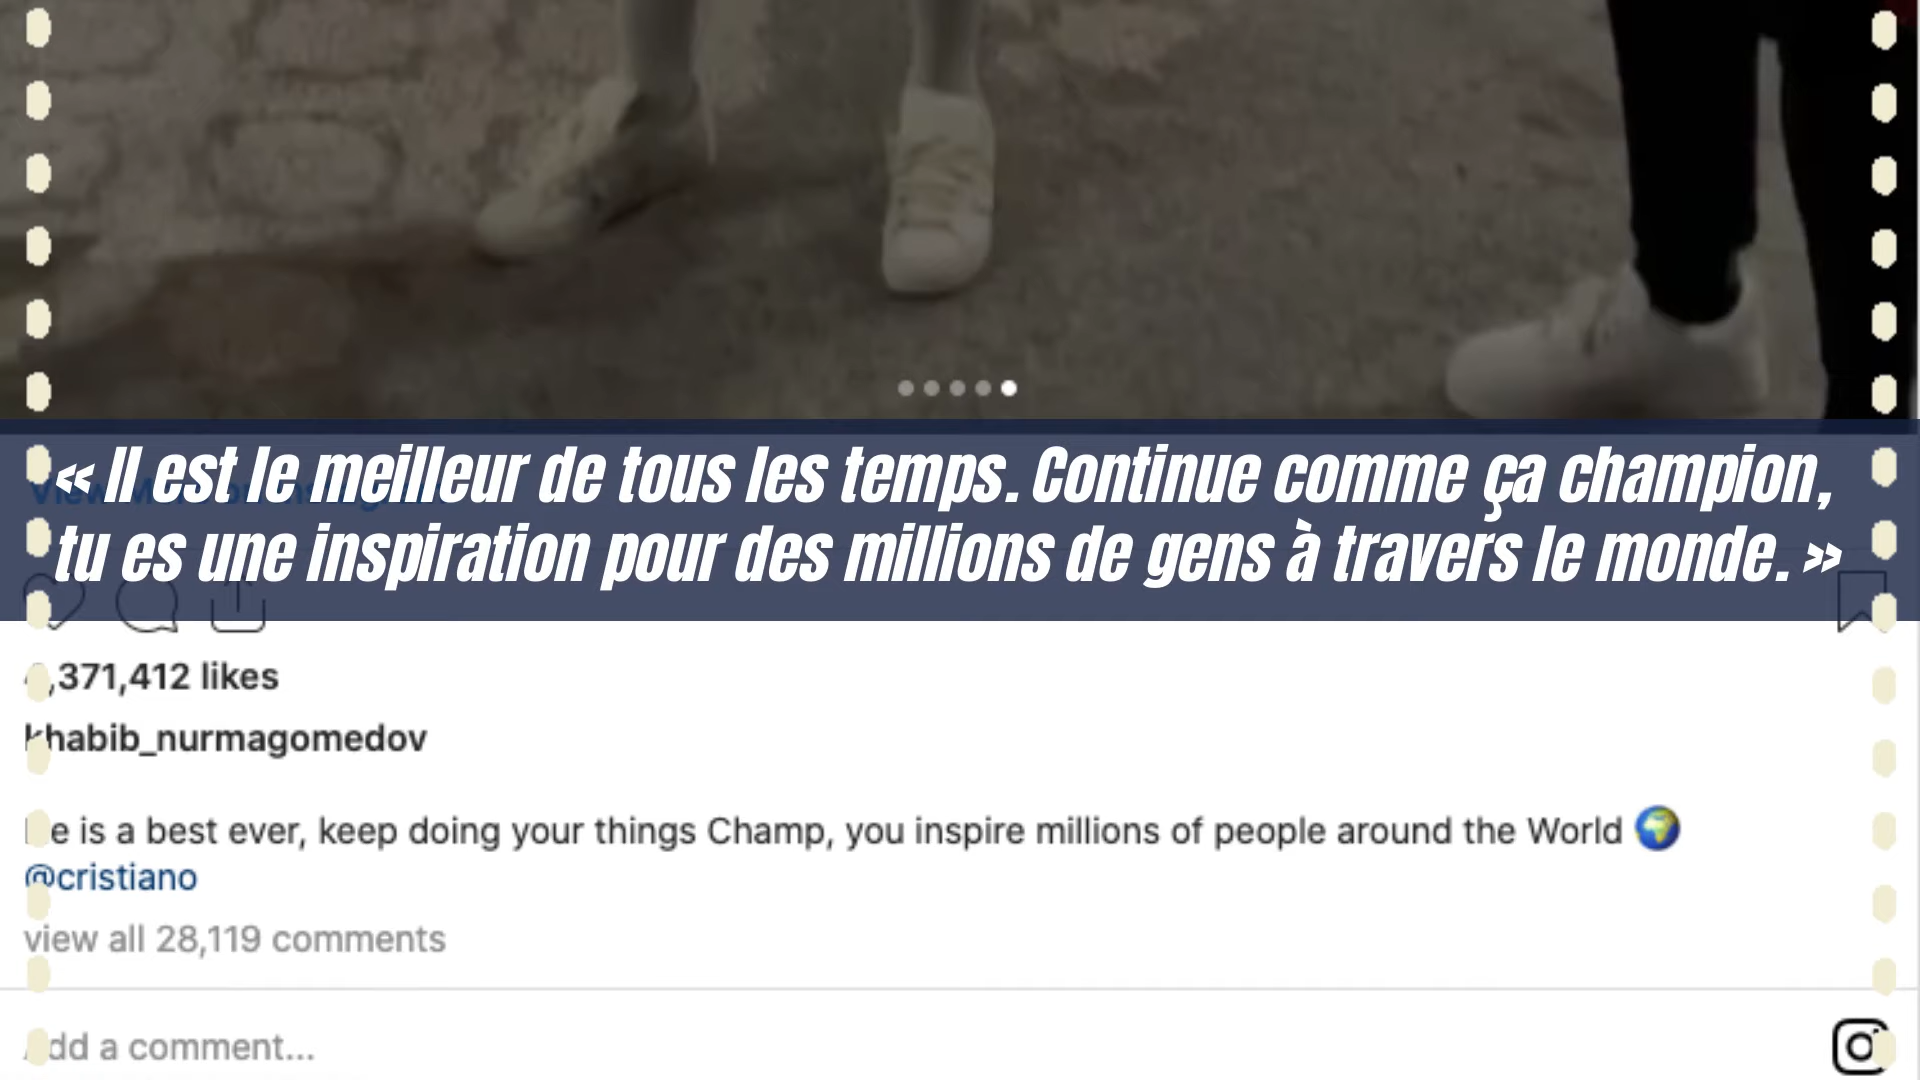 « Il est le meilleur de tous les temps. Continue comme ça champion,
tu es une inspiration pour des millions de gens à travers le monde. »
,371,412 likes
khabib_nurmagomedov
He is a best ever, keep doing your things Champ, you inspire millions of people around the World 🌍
@cristiano
view all 28,119 comments
Add a comment...